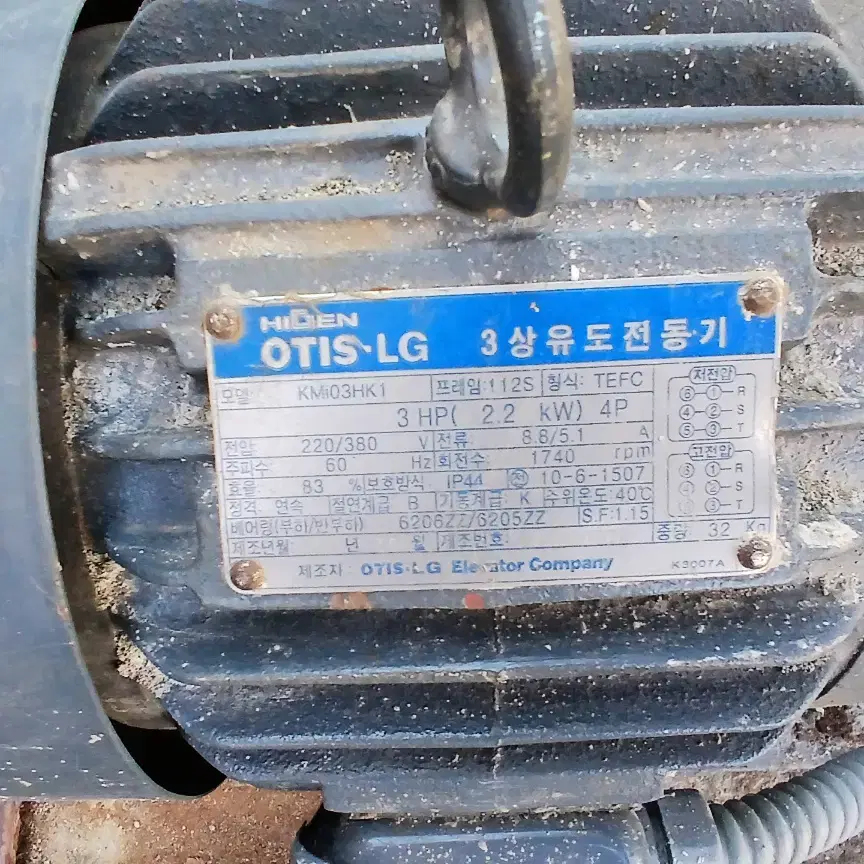 HIGEN
OTIS-LG 3상유도전동기
모델: KMi03HK1 프레임:112S 형식: TEFC
3 HP( 2.2 kW) 4P
전압 220/380 V 전류 8.8/5.1 A
주파수 60 Hz 회전수 1740 rpm
효율 83 % 보호방식 IP44 전 10-6-1507
정격 연속 절연계급 B 기동계급 K 주위온도 40℃
베어링(부하/반부하) 6206ZZ/6205ZZ S.F:1.15 중량 32 Kg
제조년월 년 월 제조번호
제조자: OTIS-LG Elevator Company K3007A
저전압
⑥ ① R
④ ② S
⑤ ③ T
고전압
① R
② S
③ T